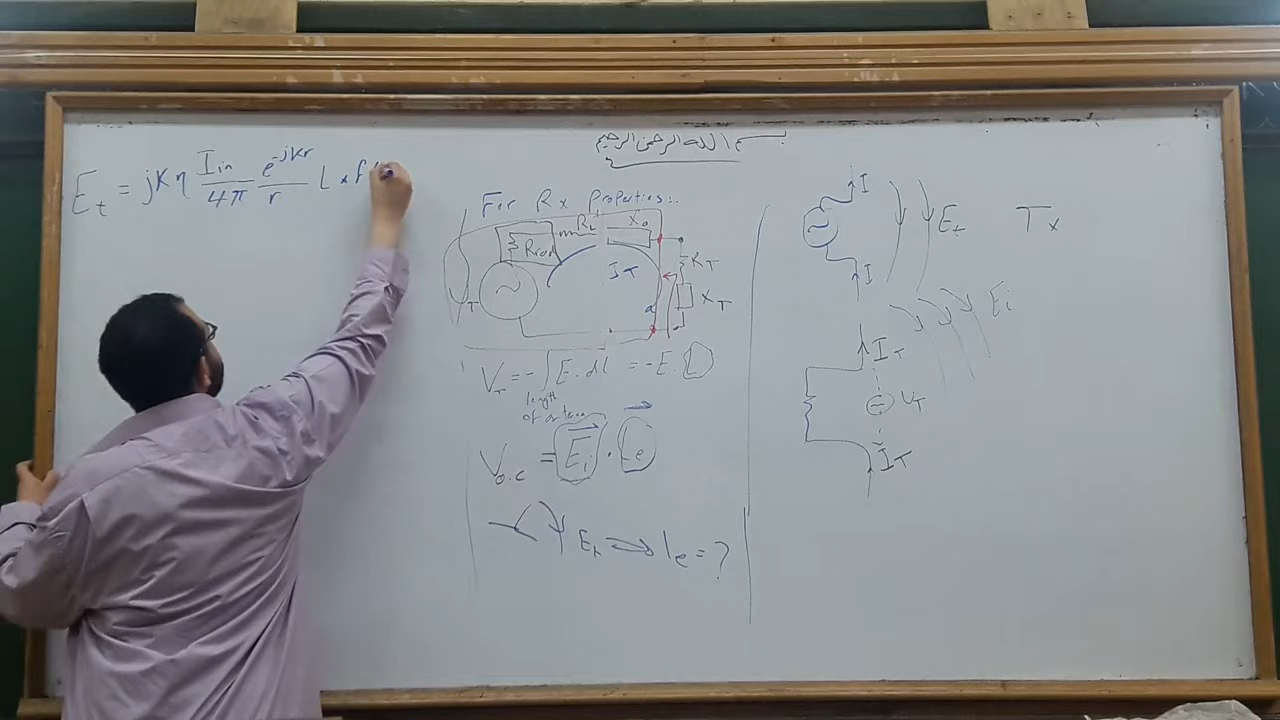 بسم الله الرحمن الرحيم
E_t = jkη I_in/4π e^-jkr/r L × f
For Rx Properties:
R_rad R_L X_a
I_T
R_T
X_T
a
V_T = -∫E.dl = -E.L
length
of antenna
V_o.c = E_i . L_e
E_t ⇒ l_e = ?
I
E_t
Tx
I
E_i
I_T
V_T
I_T